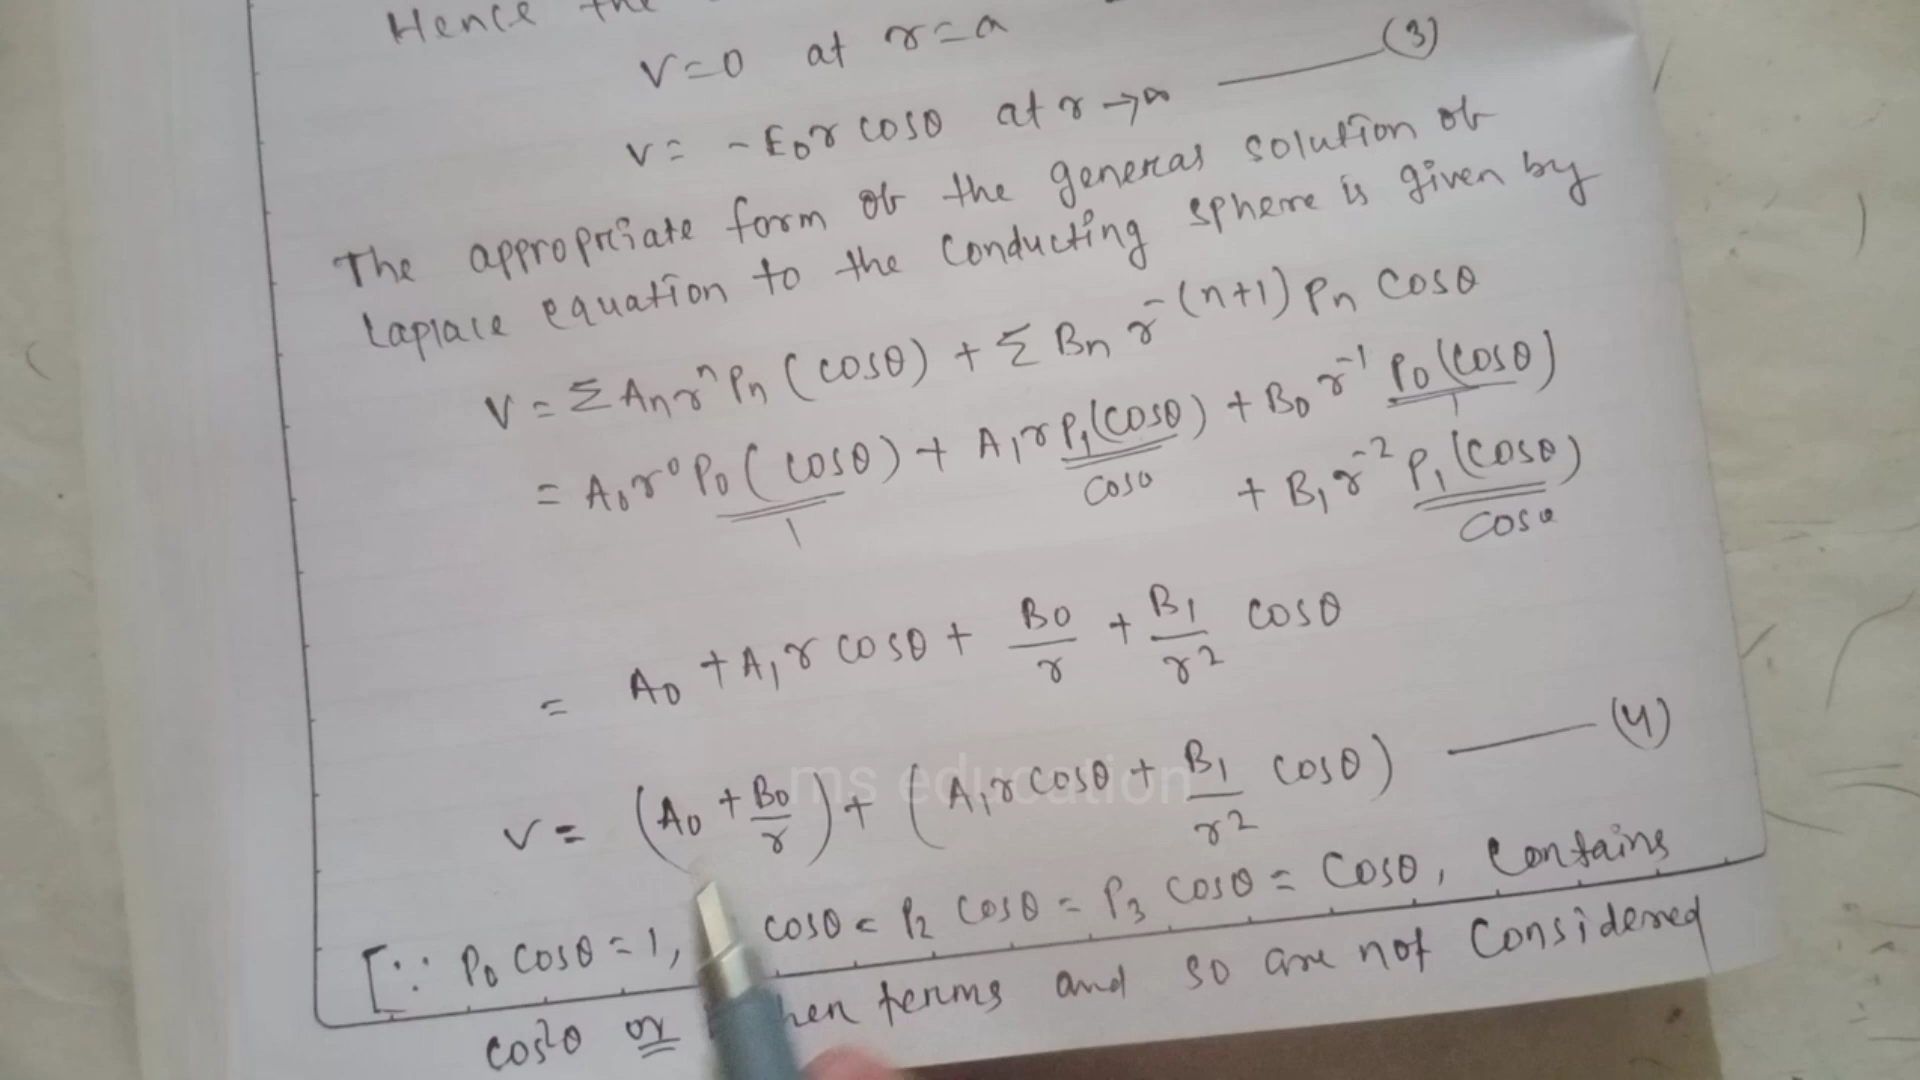 Hence the
V=0 at r=a
(3)
V= -E₀r cosθ at r→∞
The appropriate form of the general solution of
Laplace equation to the conducting sphere is given by
V = Σ Aₙrⁿ Pₙ (cosθ) + Σ Bₙ r^-(n+1) Pₙ cosθ
= A₀r⁰P₀(cosθ) + A₁r P₁(cosθ) + B₀ r⁻¹ P₀(cosθ)
1 cosθ 1
+ B₁r⁻² P₁(cosθ)
cosθ
= A₀ + A₁r cosθ + B₀/r + B₁/r² cosθ
V= (A₀ + B₀/r) + (A₁r cosθ + B₁/r² cosθ) (4)
ms education
[∵ P₀ cosθ = 1, cosθ = P₂ cosθ = P₃ cosθ = cosθ, contains
cos²θ or terms and so are not considered